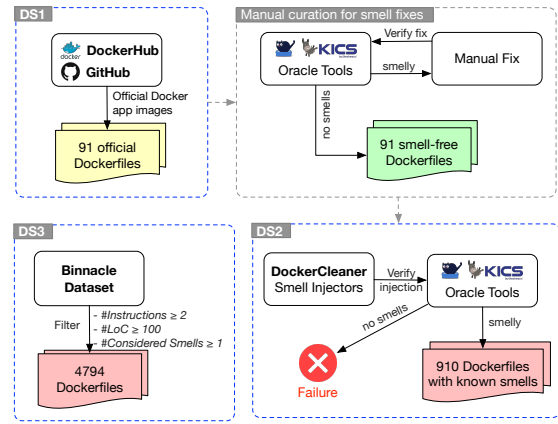 DS1
docker
DockerHub
GitHub
Official Docker
app images
91 official
Dockerfiles
Manual curation for smell fixes
KICS
Oracle Tools
Verify fix
smelly
Manual Fix
no smells
91 smell-free
Dockerfiles
DS3
Binnacle
Dataset
Filter
- #Instructions ≥ 2
- #LoC ≥ 100
- #Considered Smells ≥ 1
4794
Dockerfiles
DS2
DockerCleaner
Smell Injectors
Verify
injection
KICS
Oracle Tools
no smells
smelly
Failure
910 Dockerfiles
with known smells